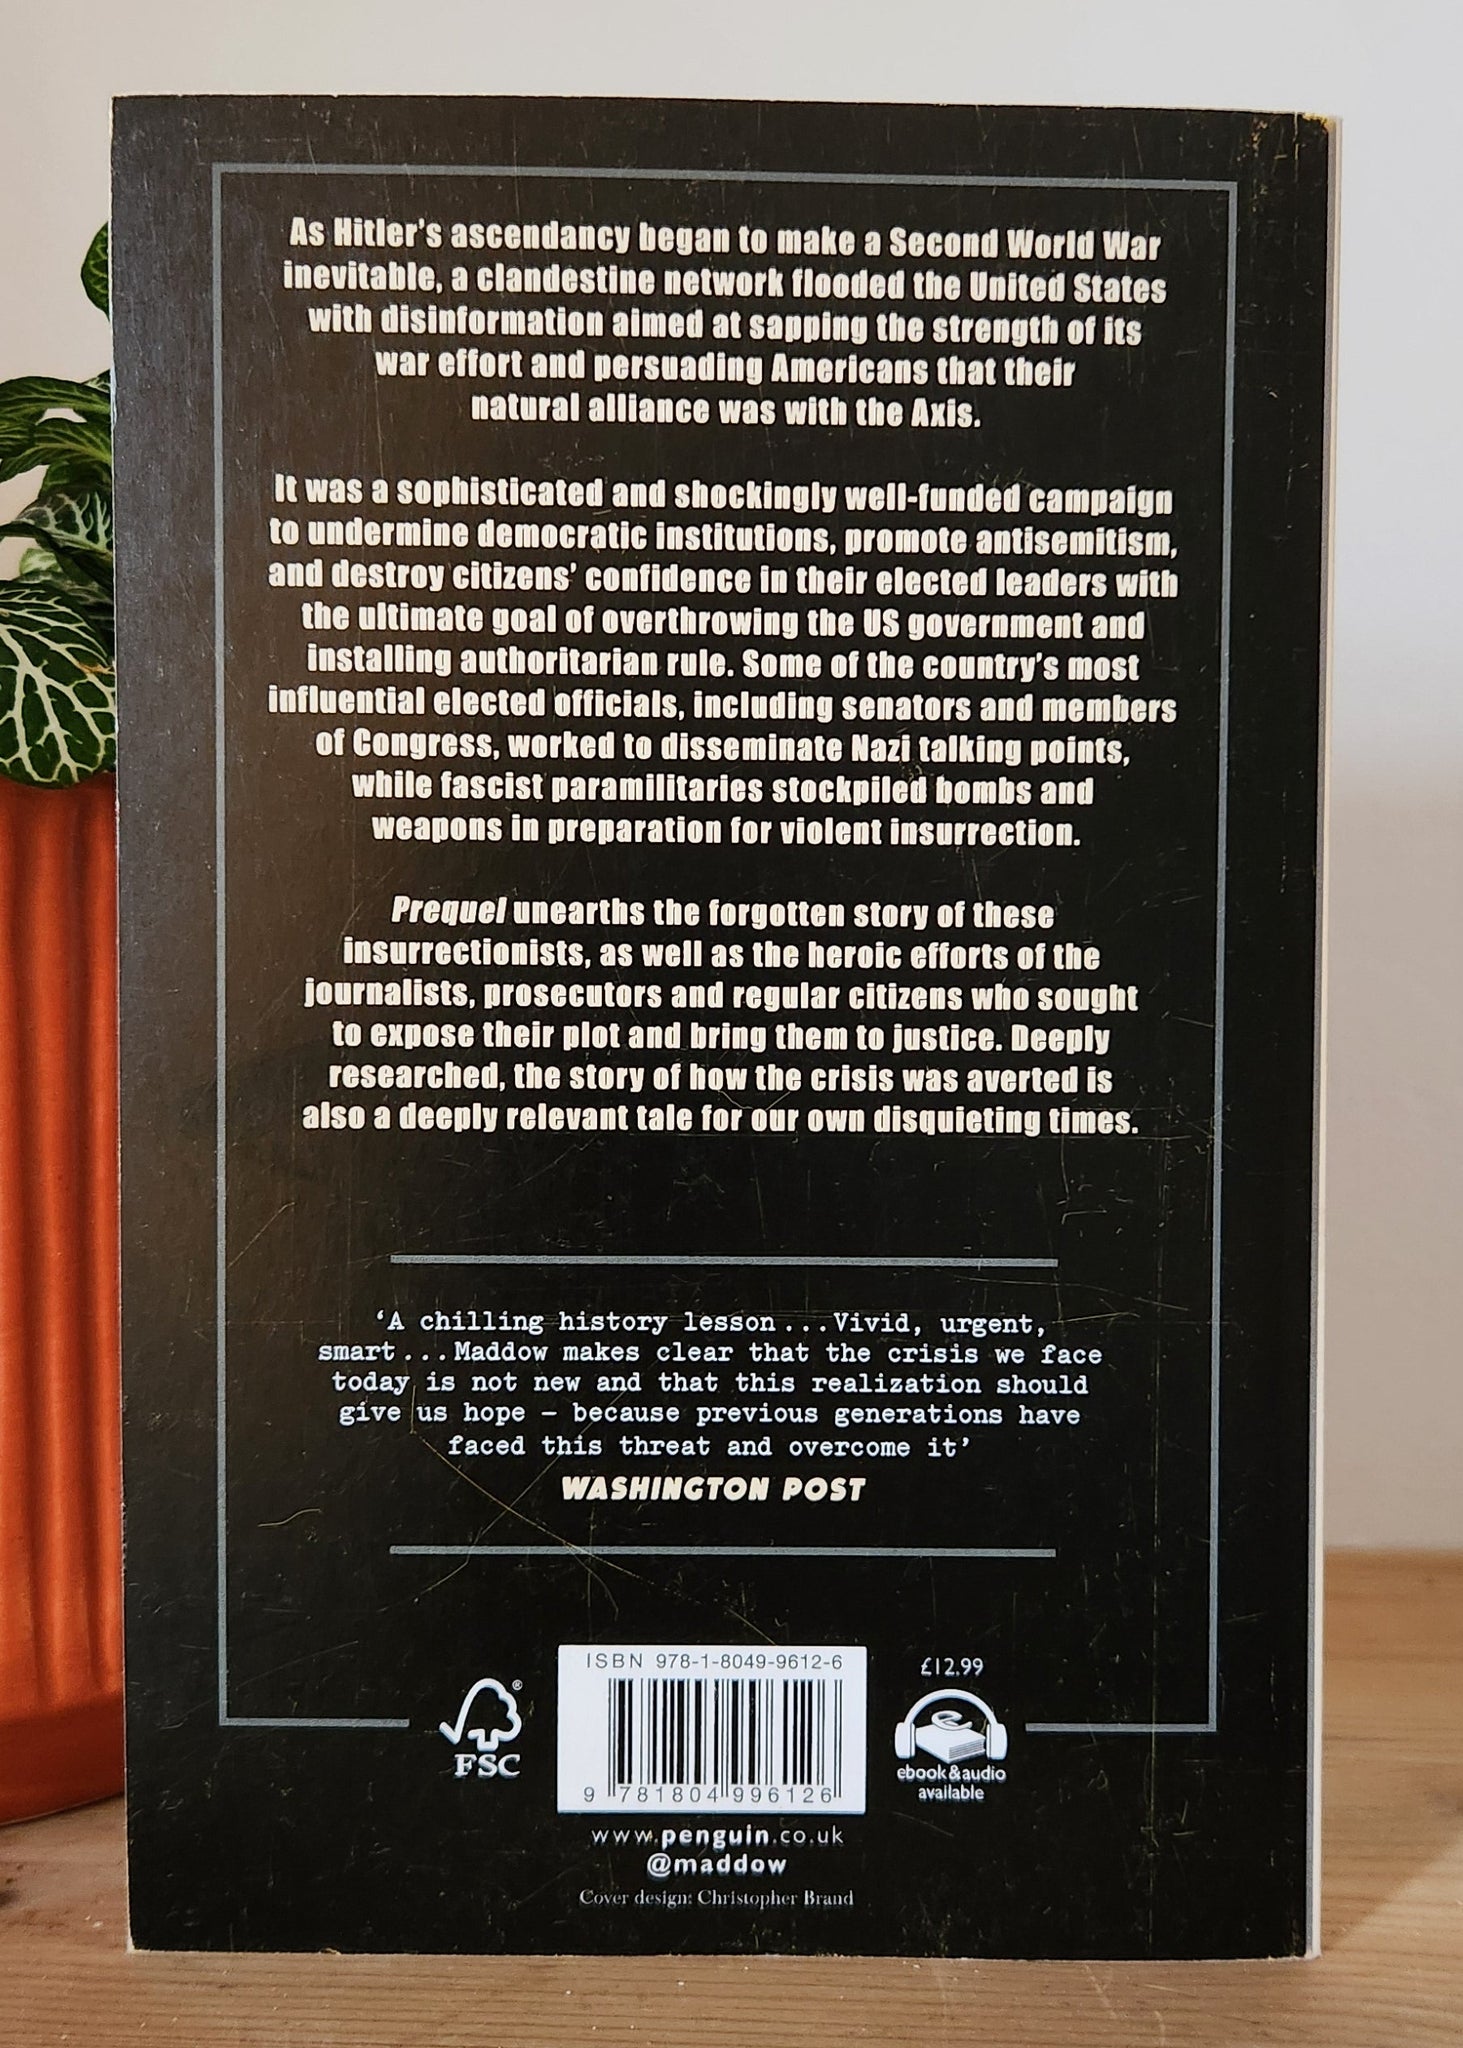 As Hitler's ascendancy began to make a Second World War
inevitable, a clandestine network flooded the United States
with disinformation aimed at sapping the strength of its
war effort and persuading Americans that their
natural alliance was with the Axis.
It was a sophisticated and shockingly well-funded campaign
to undermine democratic institutions, promote antisemitism,
and destroy citizens' confidence in their elected leaders with
the ultimate goal of overthrowing the US government and
installing authoritarian rule. Some of the country's most
influential elected officials, including senators and members
of Congress, worked to disseminate Nazi talking points,
while fascist paramilitaries stockpiled bombs and
weapons in preparation for violent insurrection.
Prequel unearths the forgotten story of these
insurrectionists, as well as the heroic efforts of the
journalists, prosecutors and regular citizens who sought
to expose their plot and bring them to justice. Deeply
researched, the story of how the crisis was averted is
also a deeply relevant tale for our own disquieting times.
‘A chilling history lesson ... Vivid, urgent,
smart ... Maddow makes clear that the crisis we face
today is not new and that this realization should
give us hope – because previous generations have
faced this threat and overcome it’
WASHINGTON POST
ISBN 978-1-8049-9612-6
9 781804 996126
£12.99
FSC
®
ebook & audio
available
www.penguin.co.uk
@maddow
Cover design: Christopher Brand